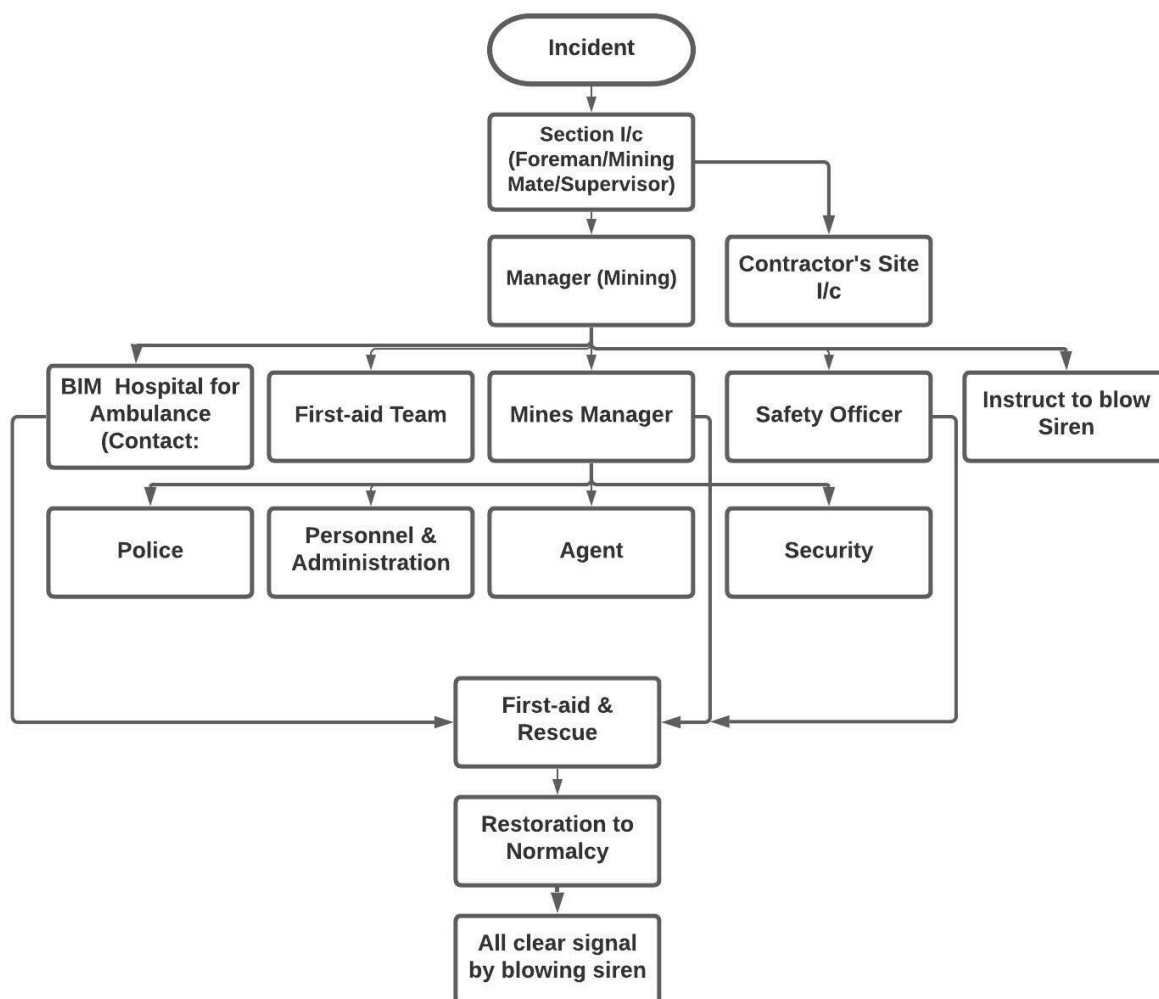 Incident
Section I/c
(Foreman/Mining
Mate/Supervisor)
Manager (Mining)
Contractor's Site
I/c
BIM Hospital for
Ambulance
(Contact:
First-aid Team
Mines Manager
Safety Officer
Instruct to blow
Siren
Police
Personnel &
Administration
Agent
Security
First-aid &
Rescue
Restoration to
Normalcy
All clear signal
by blowing siren